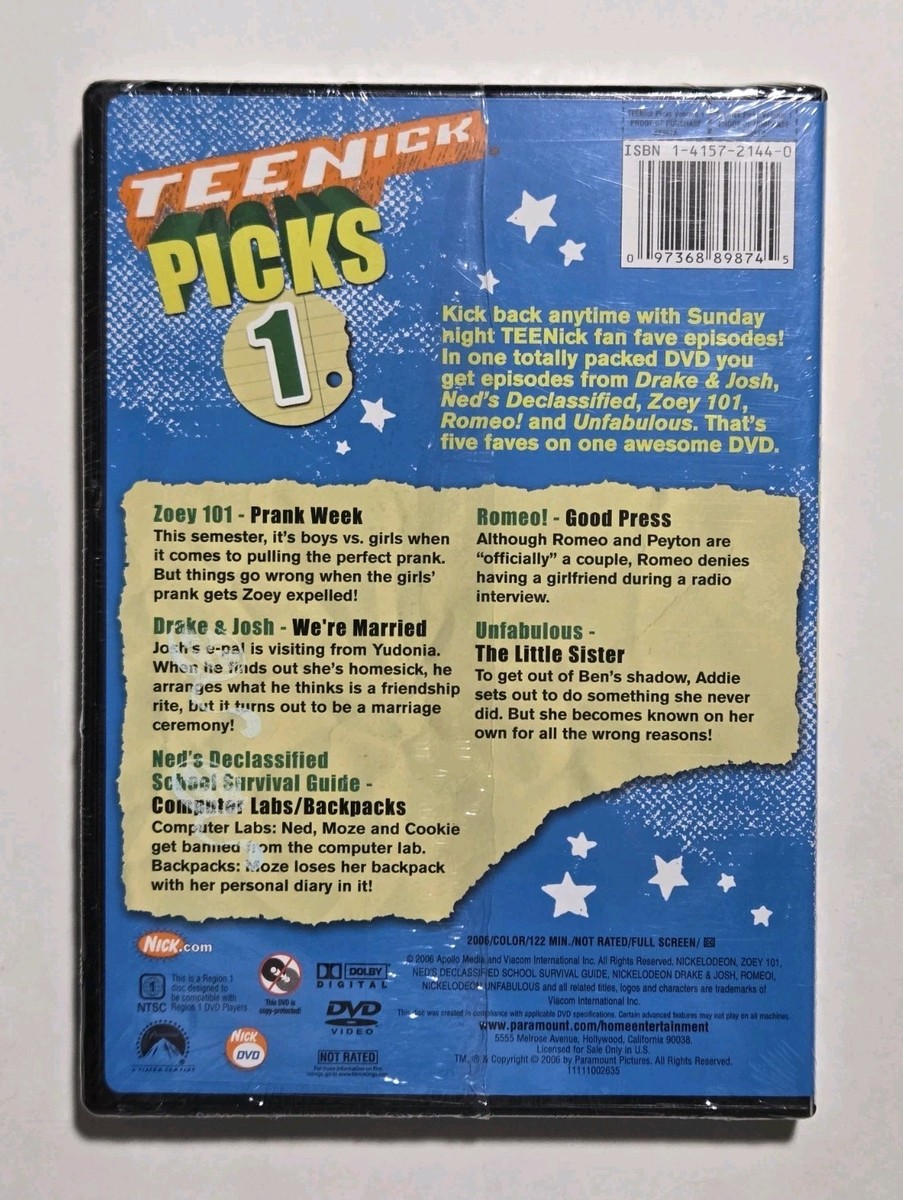 TEENICK
PICKS
1
PROOF OF PURCHASE
ISBN 1-4157-2144-0
0 97368 89874 5
Kick back anytime with Sunday
night TEENick fan fave episodes!
In one totally packed DVD you
get episodes from Drake & Josh,
Ned's Declassified, Zoey 101,
Romeo! and Unfabulous. That's
five faves on one awesome DVD.
Zoey 101 - Prank Week
This semester, it's boys vs. girls when
it comes to pulling the perfect prank.
But things go wrong when the girls'
prank gets Zoey expelled!
Drake & Josh - We're Married
Josh's e-pal is visiting from Yudonia.
When he finds out she's homesick, he
arranges what he thinks is a friendship
rite, but it turns out to be a marriage
ceremony!
Ned's Declassified
School Survival Guide -
Computer Labs/Backpacks
Computer Labs: Ned, Moze and Cookie
get banned from the computer lab.
Backpacks: Moze loses her backpack
with her personal diary in it!
Romeo! - Good Press
Although Romeo and Peyton are
“officially” a couple, Romeo denies
having a girlfriend during a radio
interview.
Unfabulous -
The Little Sister
To get out of Ben's shadow, Addie
sets out to do something she never
did. But she becomes known on her
own for all the wrong reasons!
NICK.com
1
NTSC
This is a Region 1
disc designed to
be compatible with
Region 1 DVD Players
This DVD is
copy-protected!
DOLBY
DIGITAL
DVD
VIDEO
NOT RATED
Paramount
A VIACOM COMPANY
NICK
DVD
2006/COLOR/122 MIN./NOT RATED/FULL SCREEN/
© 2006 Apollo Media and Viacom International Inc. All Rights Reserved. NICKELODEON, ZOEY 101,
NED'S DECLASSIFIED SCHOOL SURVIVAL GUIDE, NICKELODEON DRAKE & JOSH, ROMEO!,
NICKELODEON UNFABULOUS and all related titles, logos and characters are trademarks of
Viacom International Inc.
This disc was created in compliance with applicable DVD specifications. Certain advanced features may not play on all machines.
www.paramount.com/homeentertainment
5555 Melrose Avenue, Hollywood, California 90038.
Licensed for Sale Only in U.S.
TM, ® & Copyright © 2006 by Paramount Pictures. All Rights Reserved.
11111002635